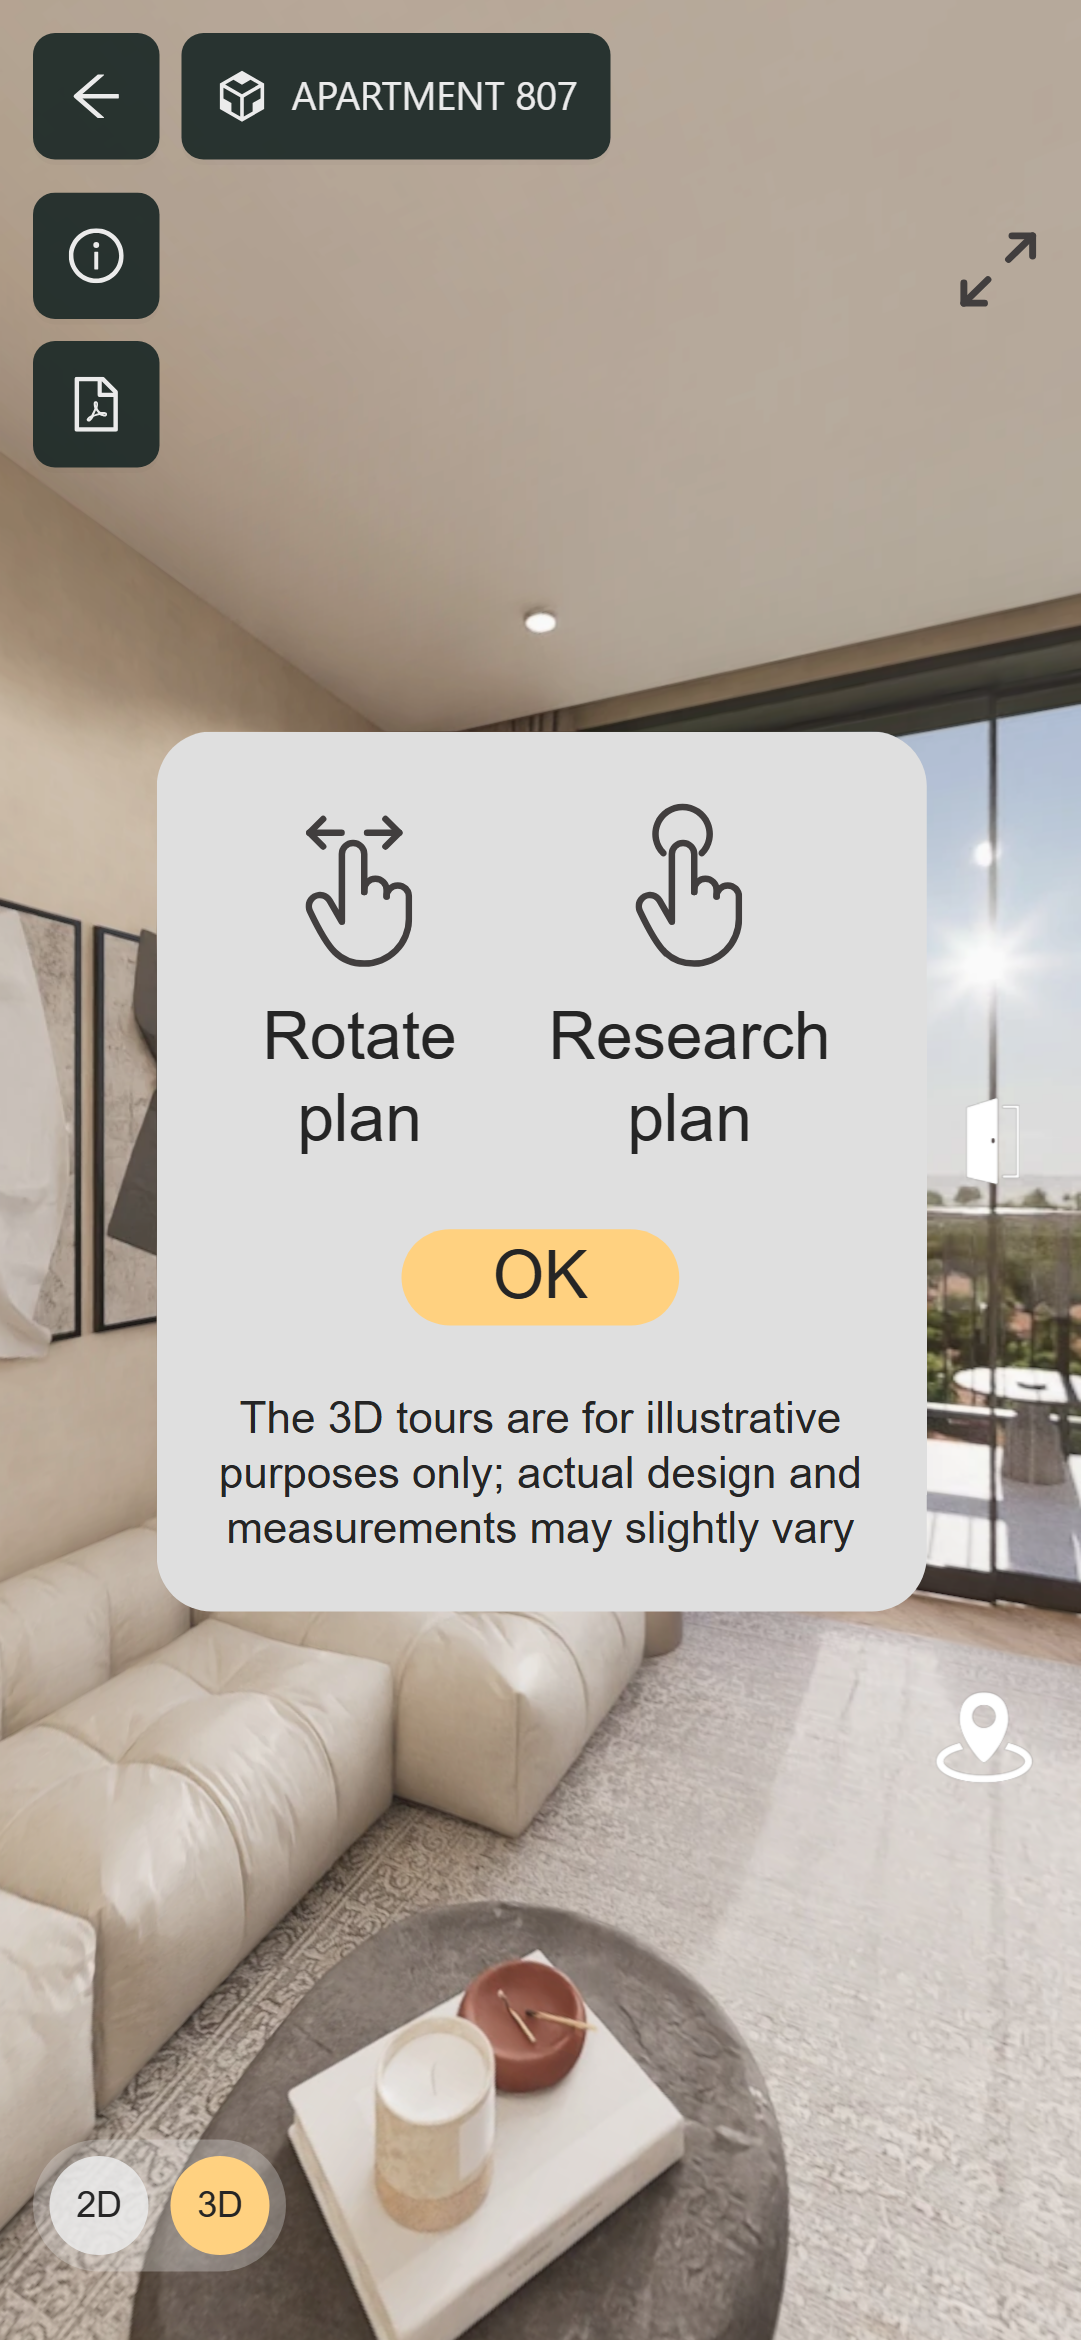 APARTMENT 807
Rotate
plan
Research
plan
OK
The 3D tours are for illustrative
purposes only; actual design and
measurements may slightly vary
2D
3D